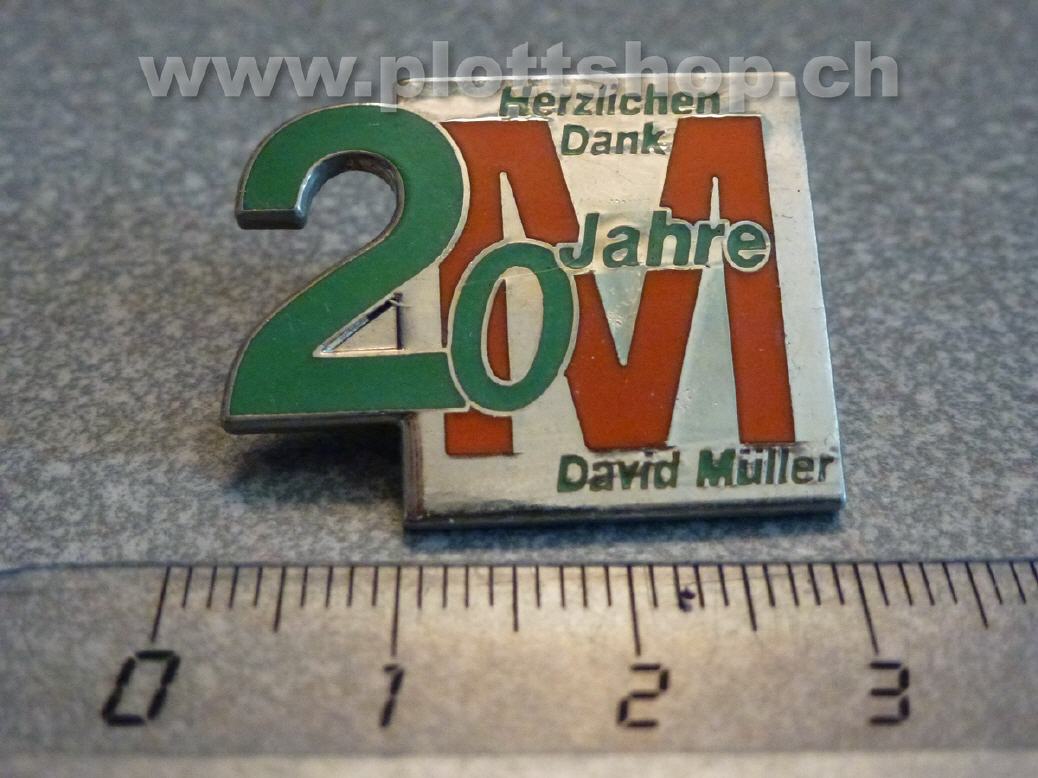 www.plottshop.ch
Herzlichen
Dank
20 Jahre
M
David Müller
0 1 2 3